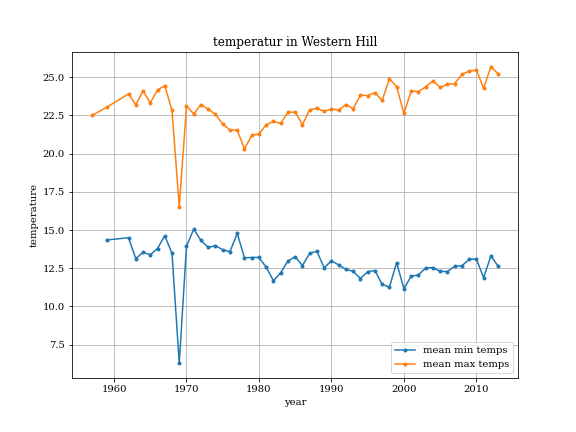 temperatur in Western Hill
temperature
25.0
22.5
20.0
17.5
15.0
12.5
10.0
7.5
mean min temps
mean max temps
1960 1970 1980 1990 2000 2010
year